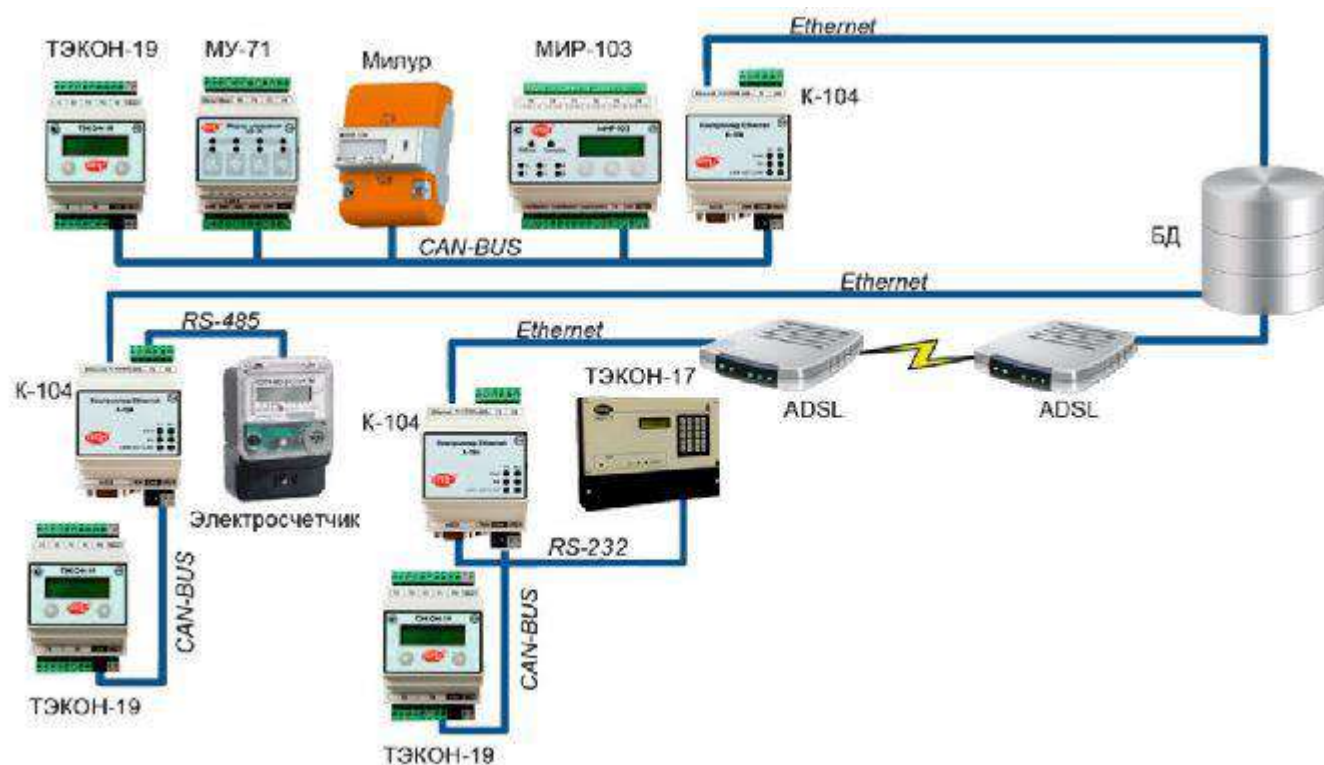 Ethernet
ТЭКОН-19
МУ-71
Милур
МИР-103
К-104
CAN-BUS
БД
Ethernet
RS-485
Ethernet
ТЭКОН-17
К-104
К-104
ADSL
ADSL
Электросчетчик
RS-232
CAN-BUS
CAN-BUS
ТЭКОН-19
ТЭКОН-19